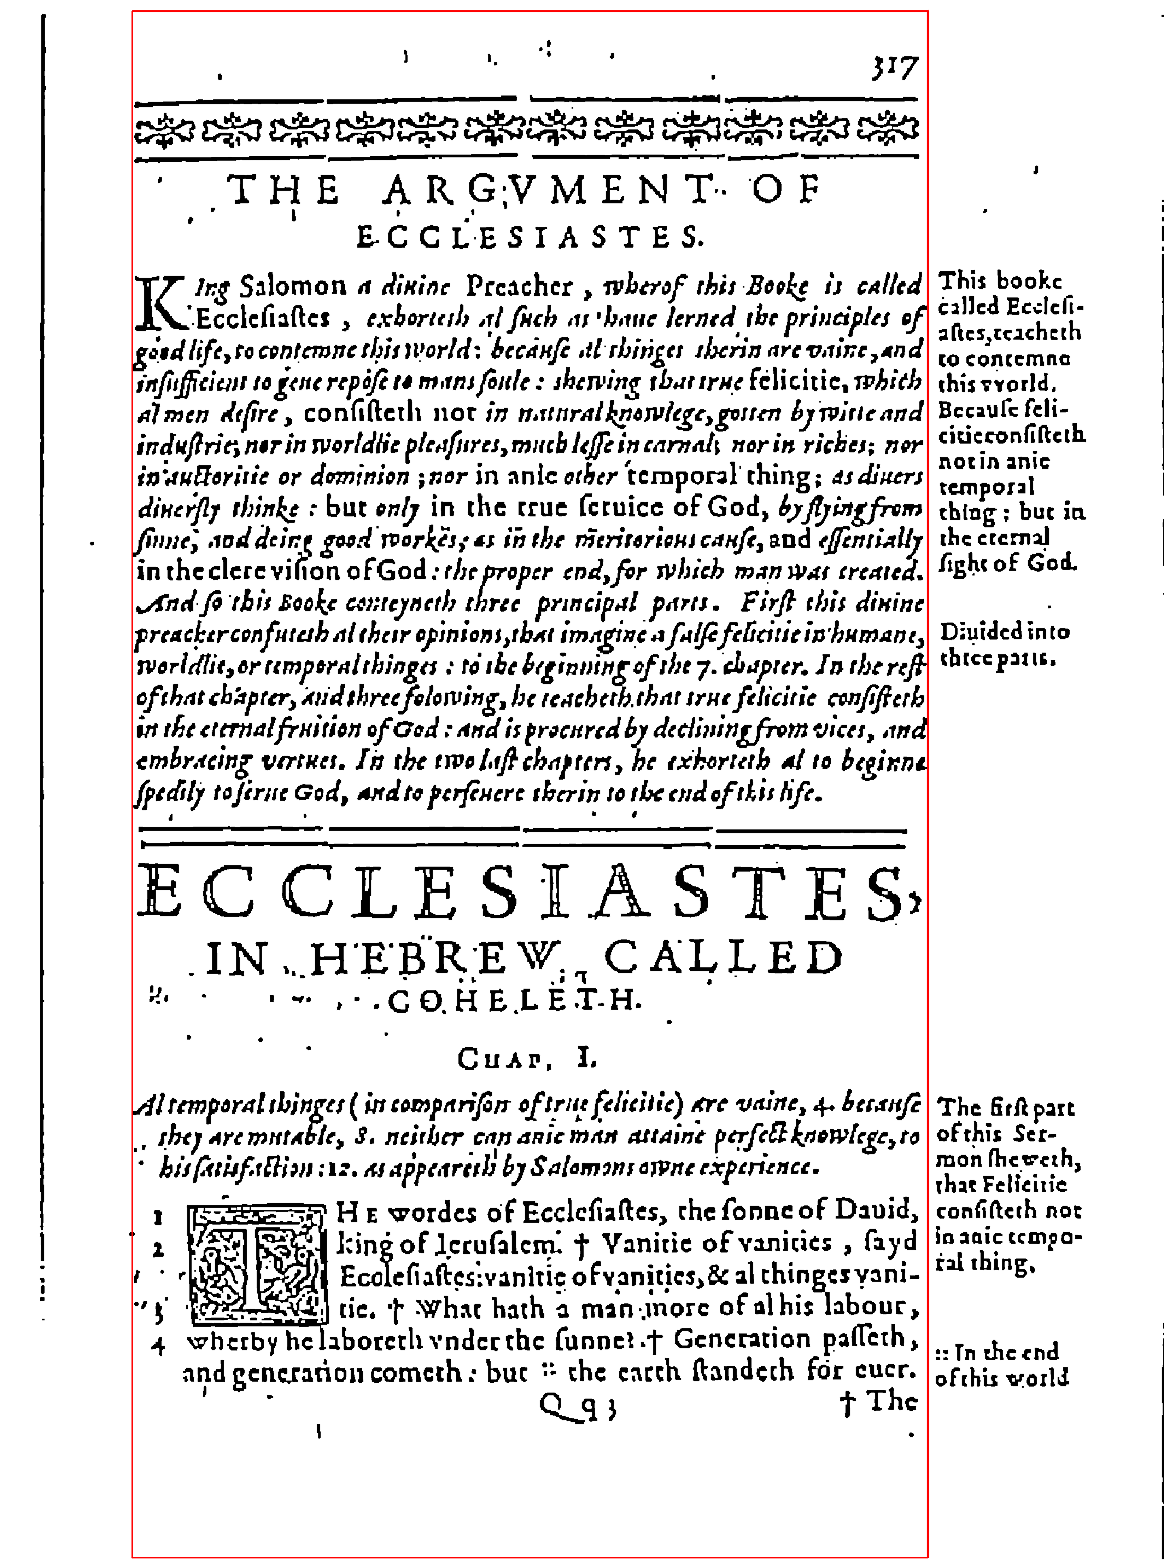 317
THE ARGVMENT OF
ECCLESIASTES.
KIng Salomon a diuine Preacher, wherof this Booke is called
Ecclesiastes, exhorteth al such as haue lerned the principles of
good life, to contemne this world: because al thinges therin are vaine, and
insufficient to geue repose to mans soule: shewing that true felicitie, which
al men desire, consisteth not in natural knowlege, gotten by witte and
industrie; nor in worldlie pleasures, much lesse in carnal; nor in riches; nor
in auctoritie or dominion; nor in anie other temporal thing; as diuers
diuersly thinke: but only in the true seruice of God, by flying from
sinne, and doing good workes; as in the meritorious cause, and essentially
in the clere vision of God: the proper end, for which man was created.
And so this Booke conteyneth three principal parts. First this diuine
preacher confuteth al their opinions, that imagine a false felicitie in humane,
worldlie, or temporal thinges: to the beginning of the 7. chapter. In the rest
of that chapter, and three folowing, he teacheth that true felicitie consisteth
in the eternal fruition of God: and is procured by declining from vices, and
embracing vertues. In the two last chapters, he exhorteth al to beginne
spedily to serue God, and to perseuere therin to the end of this life.
This booke
called Ecclesi-
astes, teacheth
to contemne
this world.
Because feli-
citie consisteth
not in anie
temporal
thing; but in
the eternal
sight of God.
Diuided into
three parts.
ECCLESIASTES,
IN HEBREW CALLED
COHELETH.
CHAP. I.
Al temporal thinges (in comparison of true felicitie) are vaine, 4. because
they are mutable, 8. neither can anie man attaine perfect knowlege, to
his satisfaction: 12. as appeareth by Salomons owne experience.
The first part
of this Ser-
mon sheweth,
that Felicitie
consisteth not
in anie tempo-
ral thing.
1 THE wordes of Ecclesiastes, the sonne of Dauid,
2 king of Ierusalem. † Vanitie of vanities, sayd
Ecclesiastes: vanitie of vanities, & al thinges vani-
3 tie. † What hath a man more of al his labour,
4 wherby he laboreth vnder the sunne? † Generation passeth,
and generation cometh: but :: the earth standeth for euer.
:: In the end
of this world
Qq3 † The